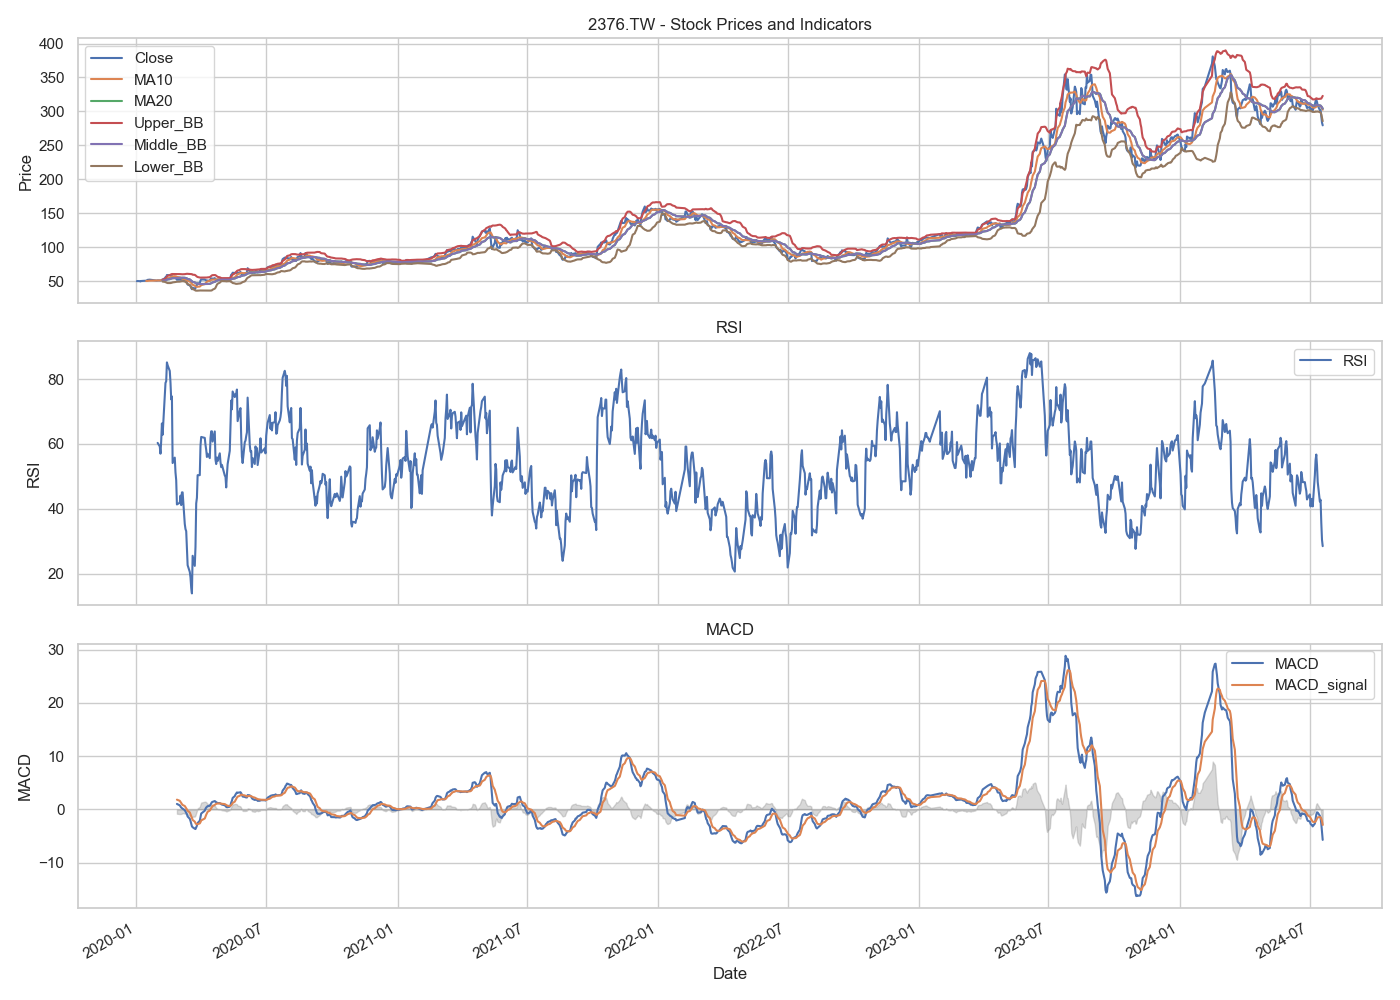 2376.TW - Stock Prices and Indicators
Close
MA10
MA20
Upper_BB
Middle_BB
Lower_BB
Price
400
350
300
250
200
150
100
50
RSI
RSI
RSI
80
60
40
20
MACD
MACD
MACD_signal
MACD
30
20
10
0
−10
2020-01
2020-07
2021-01
2021-07
2022-01
2022-07
2023-01
2023-07
2024-01
2024-07
Date